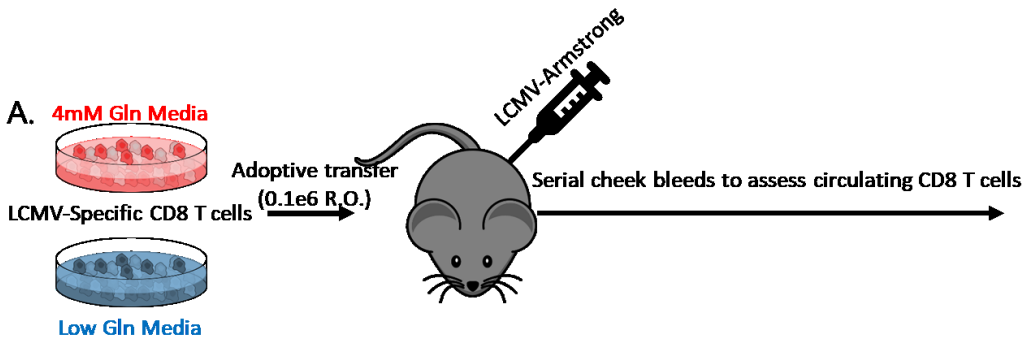 A.
4mM Gln Media
LCMV-Specific CD8 T cells
Low Gln Media
Adoptive transfer
(0.1e6 R.O.)
LCMV-Armstrong
Serial cheek bleeds to assess circulating CD8 T cells